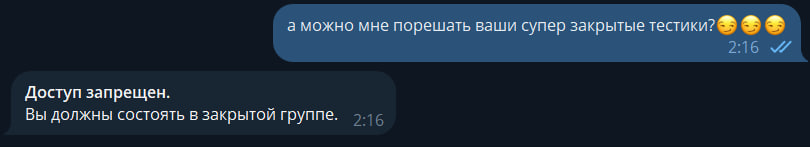 а можно мне порешать ваши супер закрытые тестики?😏😏😏
2:16
Доступ запрещен.
Вы должны состоять в закрытой группе. 2:16